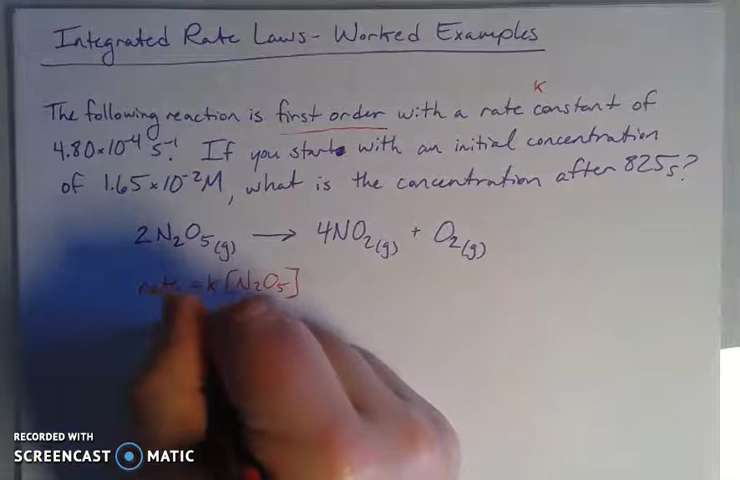 Integrated Rate Laws - Worked Examples
K
The following reaction is first order with a rate constant of
4.80×10⁻⁴ s⁻¹. If you start with an initial concentration
of 1.65×10⁻²M, what is the concentration after 825s?
2N₂O₅(g) → 4NO₂(g) + O₂(g)
rate = k[N₂O₅]
RECORDED WITH
SCREENCAST MATIC